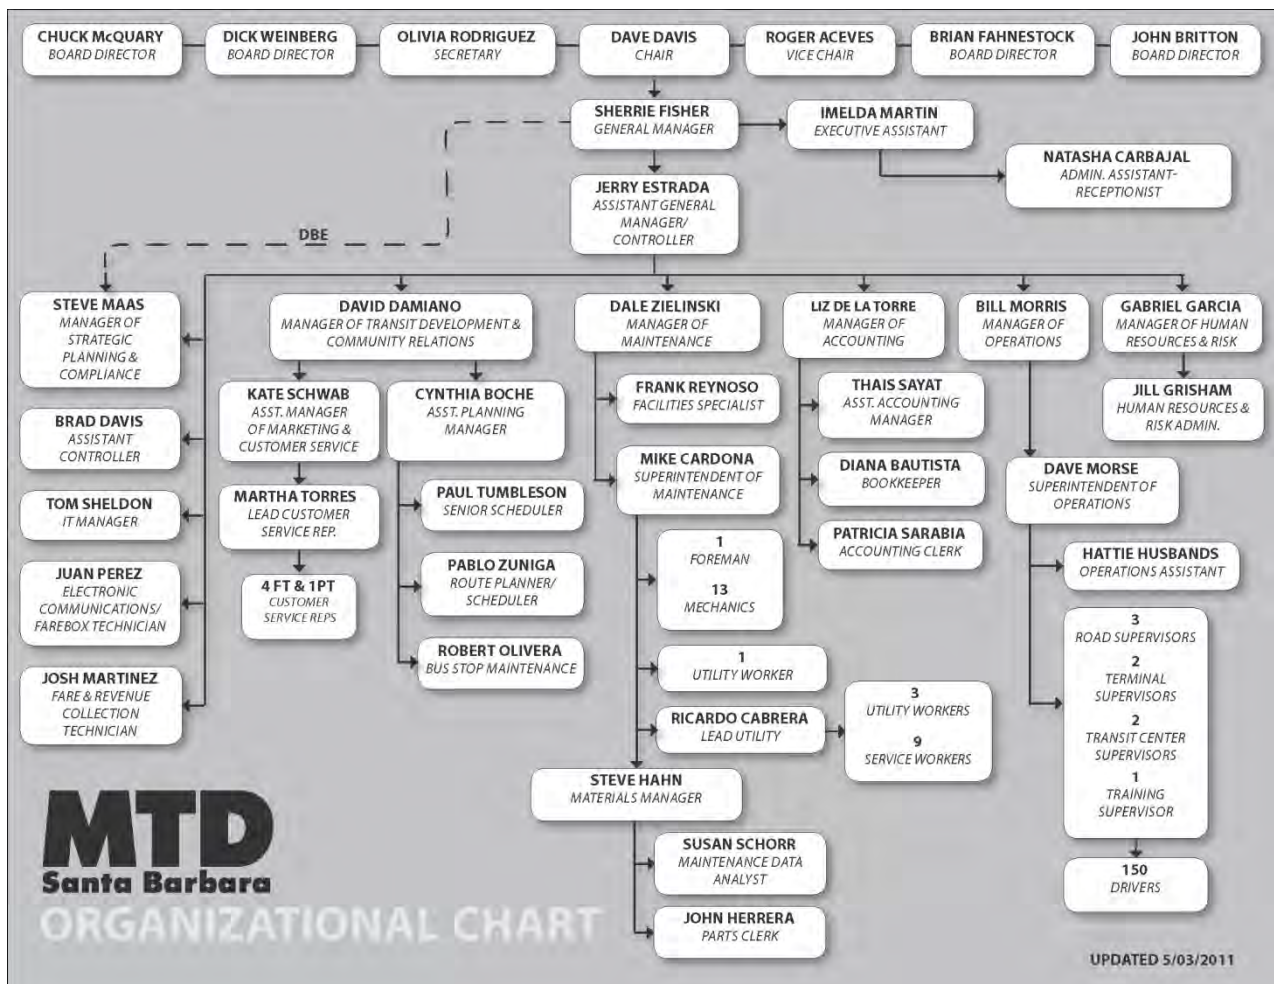 CHUCK McQUARY
BOARD DIRECTOR
DICK WEINBERG
BOARD DIRECTOR
OLIVIA RODRIGUEZ
SECRETARY
DAVE DAVIS
CHAIR
ROGER ACEVES
VICE CHAIR
BRIAN FAHNESTOCK
BOARD DIRECTOR
JOHN BRITTON
BOARD DIRECTOR
SHERRIE FISHER
GENERAL MANAGER
IMELDA MARTIN
EXECUTIVE ASSISTANT
NATASHA CARBAJAL
ADMIN. ASSISTANT-
RECEPTIONIST
JERRY ESTRADA
ASSISTANT GENERAL
MANAGER/
CONTROLLER
DBE
STEVE MAAS
MANAGER OF
STRATEGIC
PLANNING &
COMPLIANCE
BRAD DAVIS
ASSISTANT
CONTROLLER
TOM SHELDON
IT MANAGER
JUAN PEREZ
ELECTRONIC
COMMUNICATIONS/
FAREBOX TECHNICIAN
JOSH MARTINEZ
FARE & REVENUE
COLLECTION
TECHNICIAN
DAVID DAMIANO
MANAGER OF TRANSIT DEVELOPMENT &
COMMUNITY RELATIONS
KATE SCHWAB
ASST. MANAGER
OF MARKETING &
CUSTOMER SERVICE
MARTHA TORRES
LEAD CUSTOMER
SERVICE REP.
4 FT & 1PT
CUSTOMER
SERVICE REPS
CYNTHIA BOCHE
ASST. PLANNING
MANAGER
PAUL TUMBLESON
SENIOR SCHEDULER
PABLO ZUNIGA
ROUTE PLANNER/
SCHEDULER
ROBERT OLIVERA
BUS STOP MAINTENANCE
DALE ZIELINSKI
MANAGER OF
MAINTENANCE
FRANK REYNOSO
FACILITIES SPECIALIST
MIKE CARDONA
SUPERINTENDENT OF
MAINTENANCE
1
FOREMAN
13
MECHANICS
1
UTILITY WORKER
RICARDO CABRERA
LEAD UTILITY
3
UTILITY WORKERS
9
SERVICE WORKERS
STEVE HAHN
MATERIALS MANAGER
SUSAN SCHORR
MAINTENANCE DATA
ANALYST
JOHN HERRERA
PARTS CLERK
LIZ DE LA TORRE
MANAGER OF
ACCOUNTING
THAIS SAYAT
ASST. ACCOUNTING
MANAGER
DIANA BAUTISTA
BOOKKEEPER
PATRICIA SARABIA
ACCOUNTING CLERK
BILL MORRIS
MANAGER OF
OPERATIONS
DAVE MORSE
SUPERINTENDENT OF
OPERATIONS
HATTIE HUSBANDS
OPERATIONS ASSISTANT
3
ROAD SUPERVISORS
2
TERMINAL
SUPERVISORS
2
TRANSIT CENTER
SUPERVISORS
1
TRAINING
SUPERVISOR
150
DRIVERS
GABRIEL GARCIA
MANAGER OF HUMAN
RESOURCES & RISK
JILL GRISHAM
HUMAN RESOURCES &
RISK ADMIN.
MTD
Santa Barbara
ORGANIZATIONAL CHART
UPDATED 5/03/2011